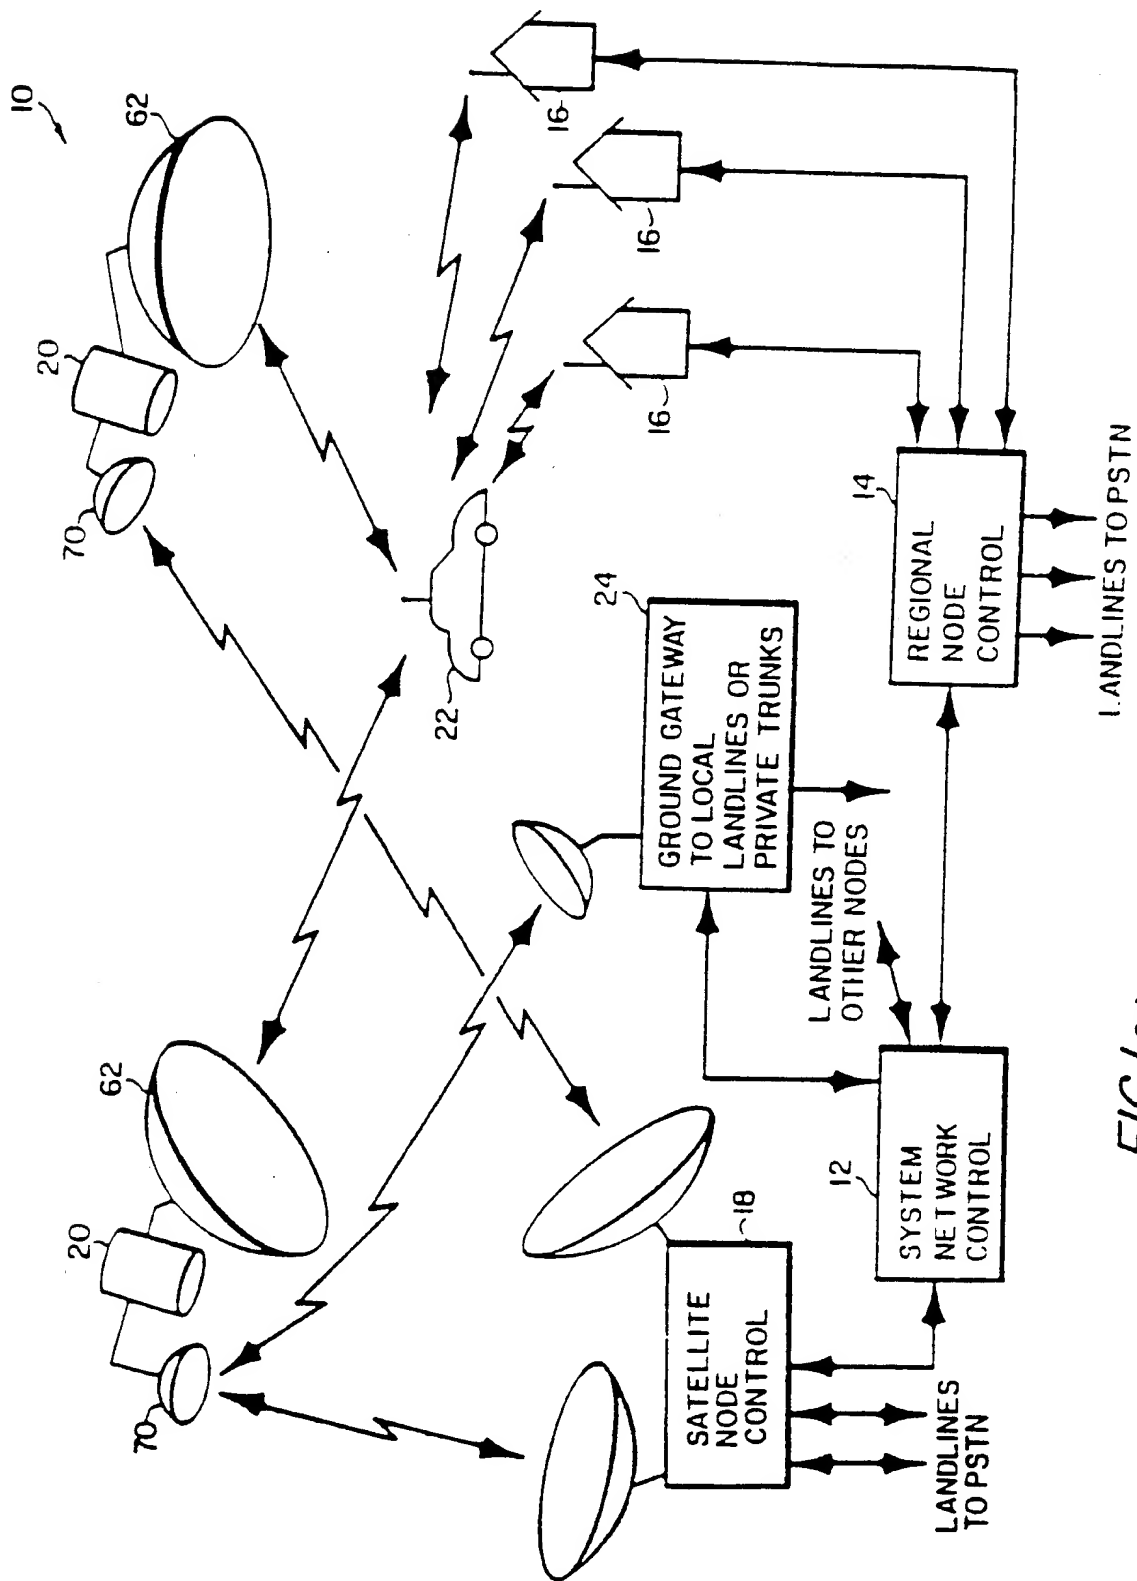 10
62
20
70
62
20
70
22
16
16
16
24
GROUND GATEWAY
TO LOCAL
LANDLINES OR
PRIVATE TRUNKS
14
REGIONAL
NODE
CONTROL
LANDLINES TO PSTN
LANDLINES TO
OTHER NODES
12
SYSTEM
NETWORK
CONTROL
18
SATELLITE
NODE
CONTROL
LANDLINES
TO PSTN